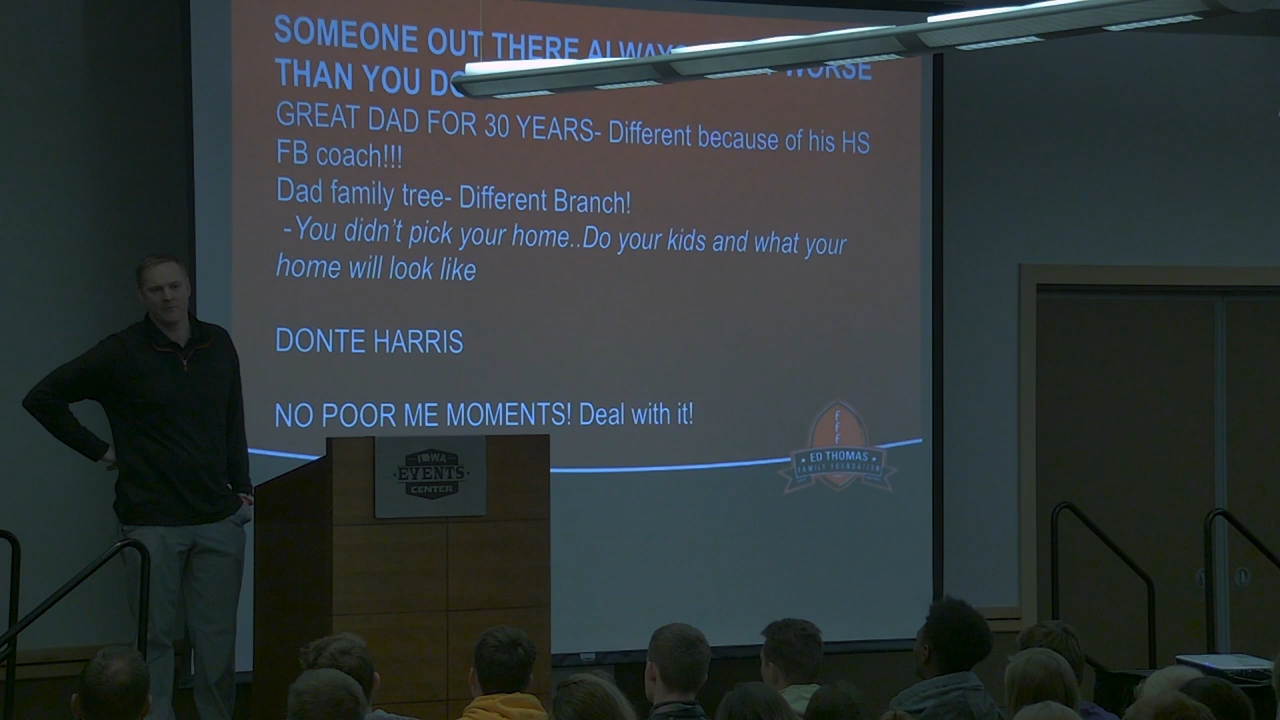 SOMEONE OUT THERE ALWAYS
THAN YOU DO WORSE
GREAT DAD FOR 30 YEARS- Different because of his HS
FB coach!!!
Dad family tree- Different Branch!
-You didn't pick your home..Do your kids and what your
home will look like
DONTE HARRIS
NO POOR ME MOMENTS! Deal with it!
FFF
ED THOMAS
FAMILY FOUNDATION
IOWA
EVENTS
CENTER